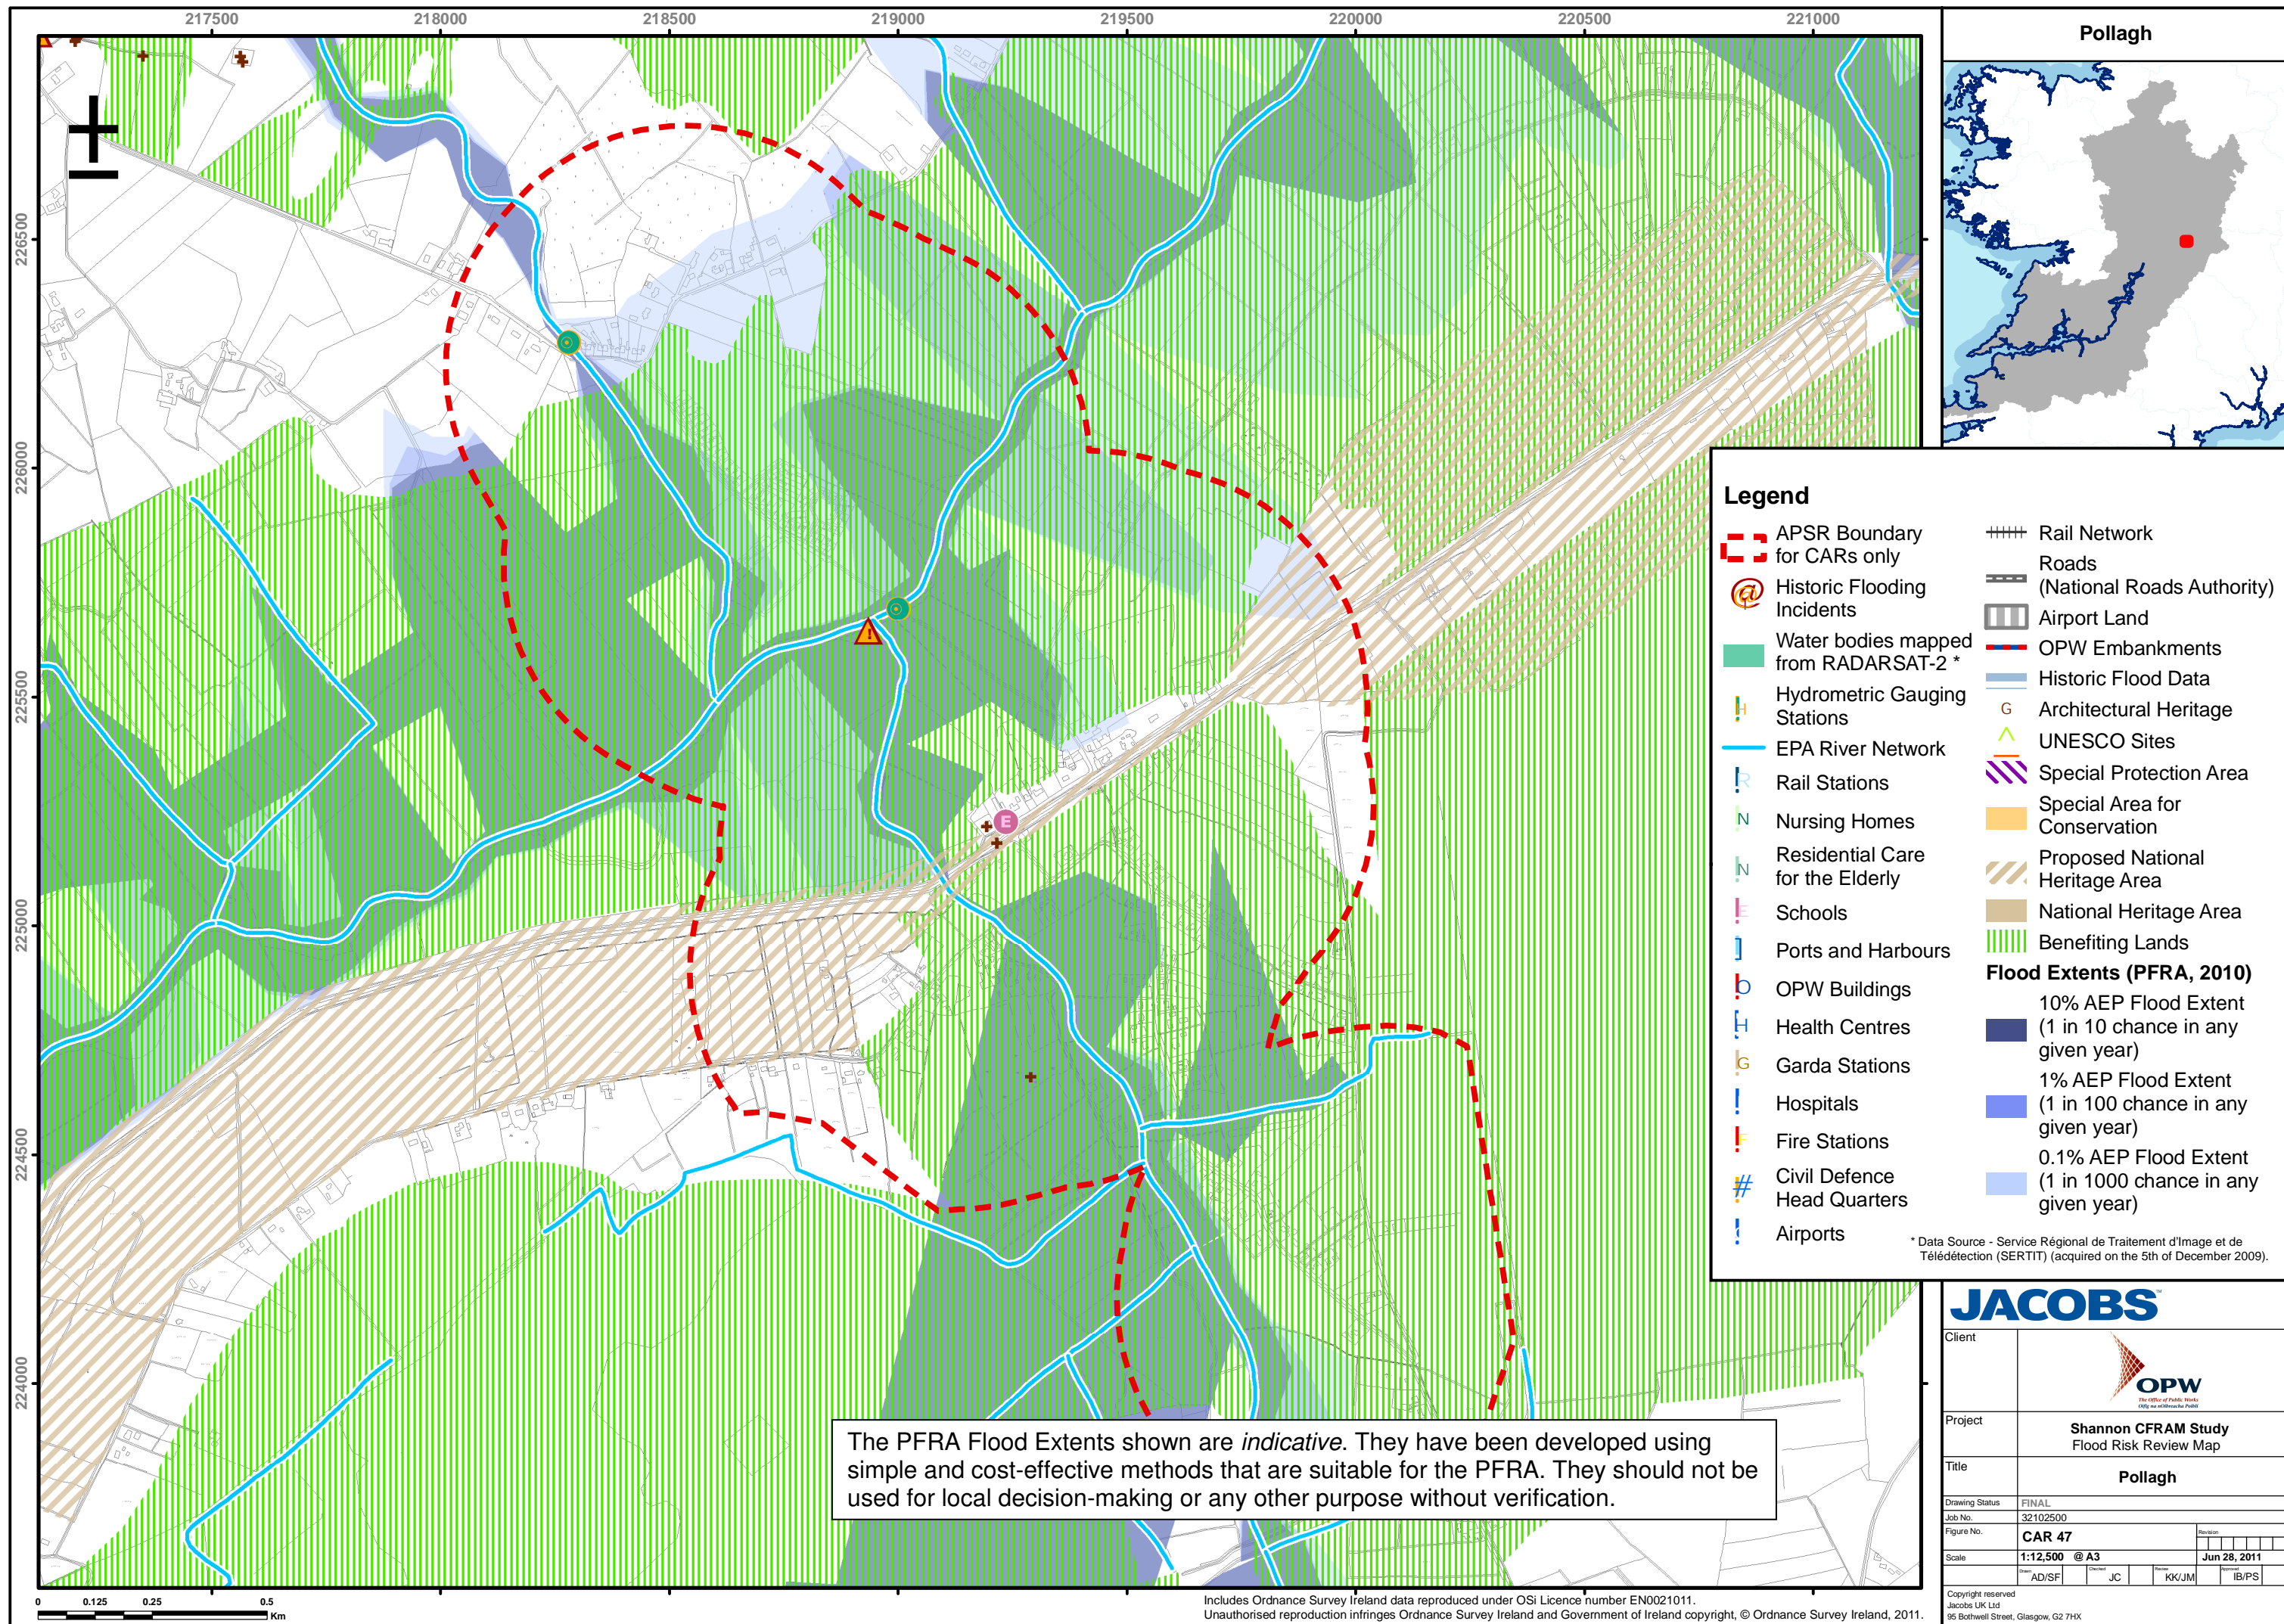 217500 218000 218500 219000 219500 220000 220500 221000
226500
226000
225500
225000
224500
224000
E
Pollagh
Legend
APSR Boundary
for CARs only
@ Historic Flooding
Incidents
Water bodies mapped
from RADARSAT-2 *
H Hydrometric Gauging
Stations
EPA River Network
R Rail Stations
N Nursing Homes
N Residential Care
for the Elderly
E Schools
Ports and Harbours
O OPW Buildings
H Health Centres
G Garda Stations
Hospitals
F Fire Stations
# Civil Defence
Head Quarters
Airports
Rail Network
Roads
(National Roads Authority)
Airport Land
OPW Embankments
Historic Flood Data
G Architectural Heritage
UNESCO Sites
Special Protection Area
Special Area for
Conservation
Proposed National
Heritage Area
National Heritage Area
Benefiting Lands
Flood Extents (PFRA, 2010)
10% AEP Flood Extent
(1 in 10 chance in any
given year)
1% AEP Flood Extent
(1 in 100 chance in any
given year)
0.1% AEP Flood Extent
(1 in 1000 chance in any
given year)
* Data Source - Service Régional de Traitement d'Image et de
Télédétection (SERTIT) (acquired on the 5th of December 2009).
The PFRA Flood Extents shown are indicative. They have been developed using
simple and cost-effective methods that are suitable for the PFRA. They should not be
used for local decision-making or any other purpose without verification.
JACOBS
Client
OPW
The Office of Public Works
Oifig na nOibreacha Poiblí
Project
Shannon CFRAM Study
Flood Risk Review Map
Title
Pollagh
Drawing Status FINAL
Job No. 32102500
Figure No. CAR 47 Revision
Scale 1:12,500 @ A3 Jun 28, 2011
Drawn AD/SF Checked JC Review KK/JM Approved IB/PS
Copyright reserved
Jacobs UK Ltd
95 Bothwell Street, Glasgow, G2 7HX
0 0.125 0.25 0.5
Km
Includes Ordnance Survey Ireland data reproduced under OSi Licence number EN0021011.
Unauthorised reproduction infringes Ordnance Survey Ireland and Government of Ireland copyright, © Ordnance Survey Ireland, 2011.